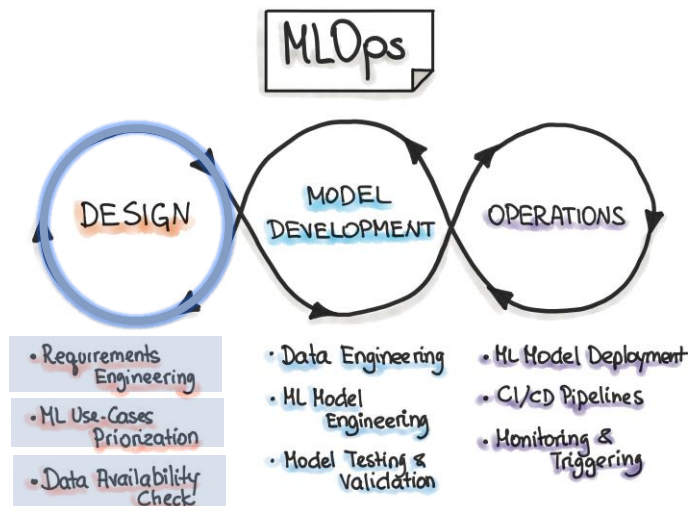 MLOps
DESIGN
MODEL
DEVELOPMENT
OPERATIONS
• Requirements
Engineering
• ML Use-Cases
Priorization
• Data Availability
Check
• Data Engineering
• ML Model
Engineering
• Model Testing &
Validation
• ML Model Deployment
• CI/CD Pipelines
• Monitoring &
Triggering